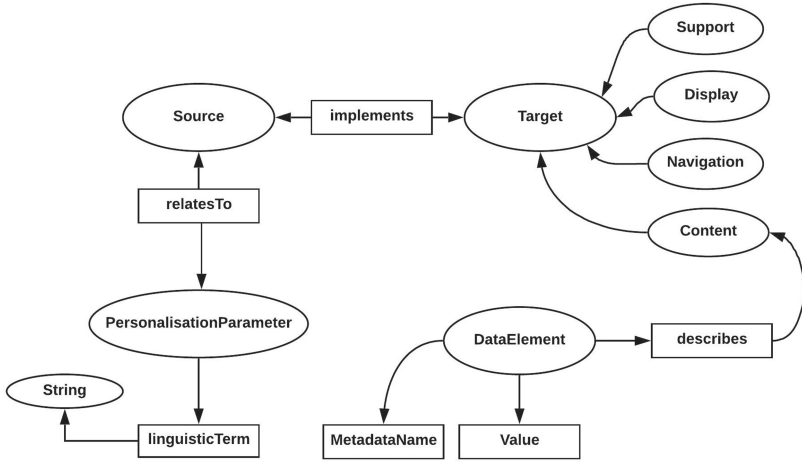 Support
Display
Source
implements
Target
Navigation
relatesTo
Content
PersonalisationParameter
DataElement
describes
String
linguisticTerm
MetadataName
Value